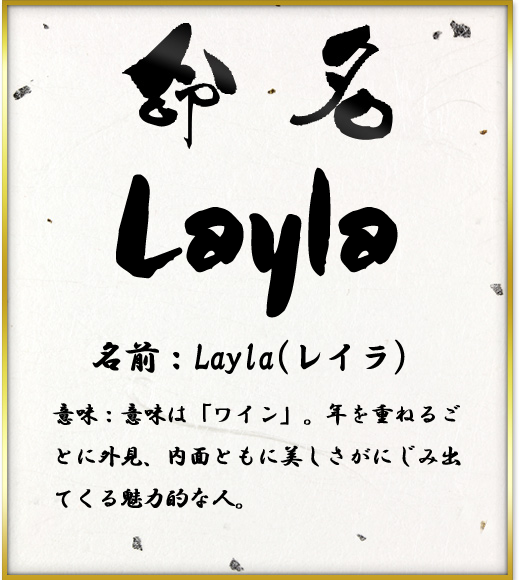 命名
Layla
名前：Layla(レイラ)
意味：意味は「ワイン」。年を重ねるご
とに外見、内面ともに美しさがにじみ出
てくる魅力的な人。